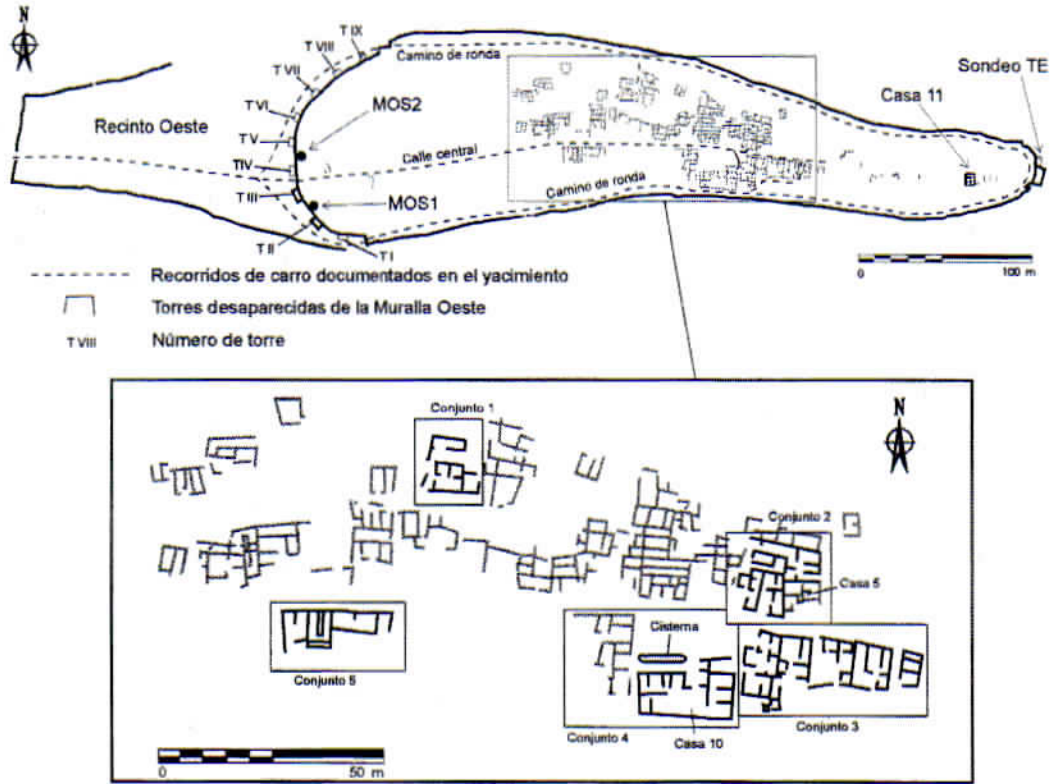 N
T IX
T VIII
T VII
T VI
T V
TIV
T III
T II
T I
MOS2
MOS1
Recinto Oeste
Camino de ronda
Calle central
Camino de ronda
Casa 11
Sondeo TE
0 100 m
Recorridos de carro documentados en el yacimiento
Torres desaparecidas de la Muralla Oeste
T VIII Número de torre
N
Conjunto 1
Conjunto 2
Casa 5
Cisterna
Conjunto 5
Conjunto 4
Casa 10
Conjunto 3
0 50 m